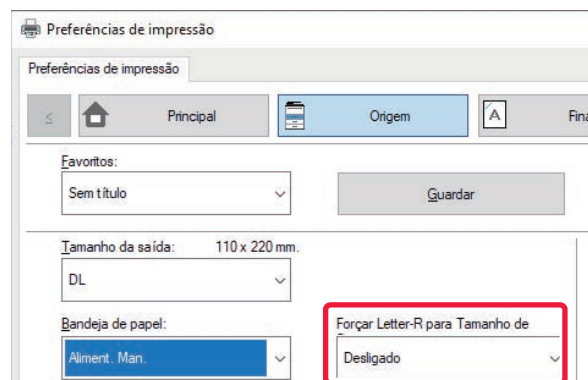 Preferências de impressão
Preferências de impressão
Principal
Origem
A
Favoritos:
Sem título
Guardar
Tamanho da saída: 110 x 220 mm.
DL
Bandeja de papel:
Forçar Letter-R para Tamanho de
Aliment. Man.
Desligado